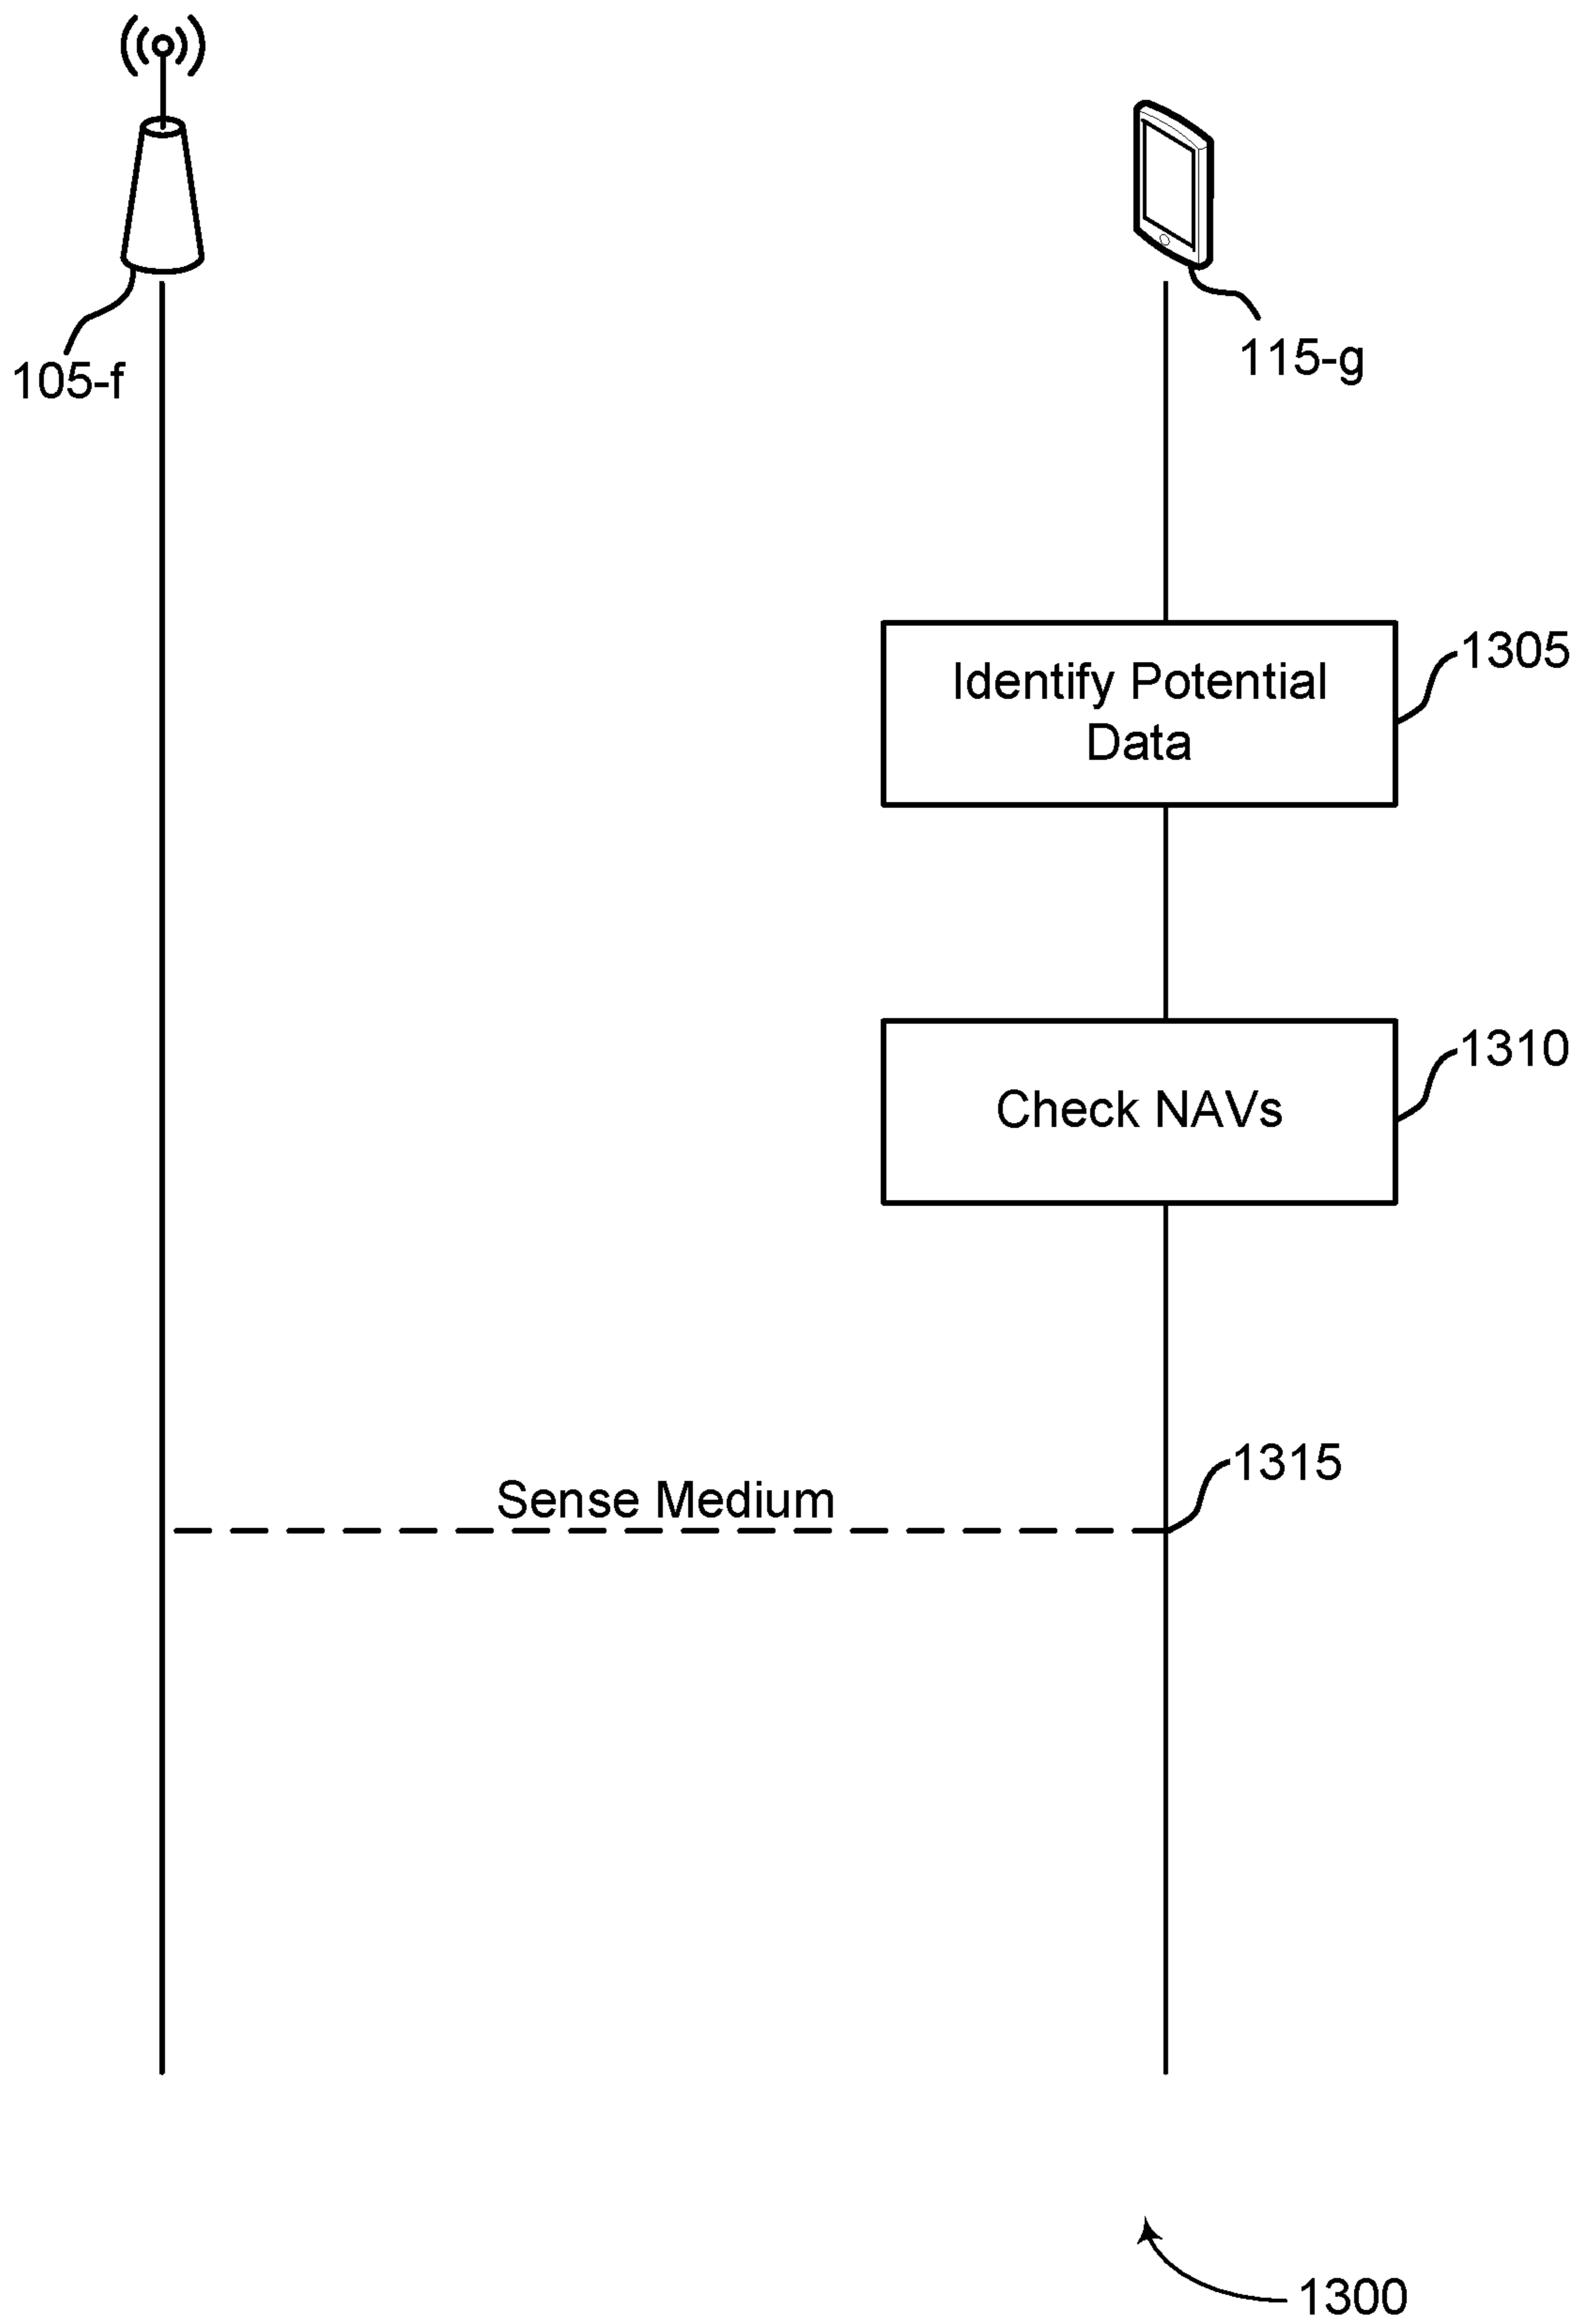 105-f
115-g
1305
Identify Potential
Data
1310
Check NAVs
1315
Sense Medium
1300